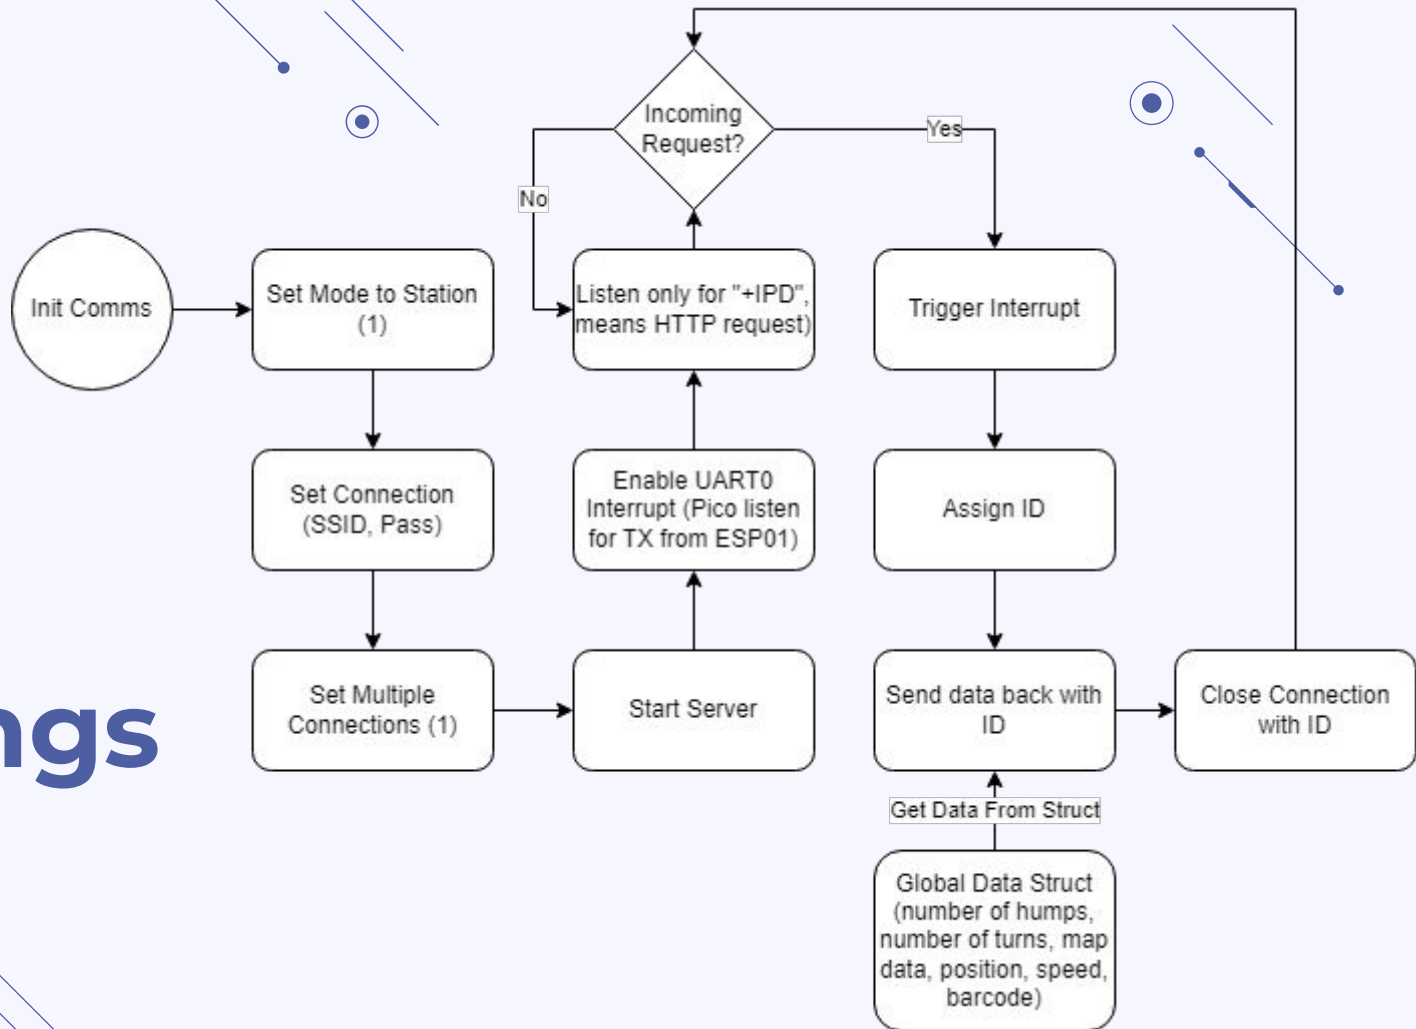 Incoming
Request?
Yes
No
Init Comms
Set Mode to Station
(1)
Listen only for "+IPD",
means HTTP request)
Trigger Interrupt
Set Connection
(SSID, Pass)
Enable UART0
Interrupt (Pico listen
for TX from ESP01)
Assign ID
ngs
Set Multiple
Connections (1)
Start Server
Send data back with
ID
Close Connection
with ID
Get Data From Struct
Global Data Struct
(number of humps,
number of turns, map
data, position, speed,
barcode)